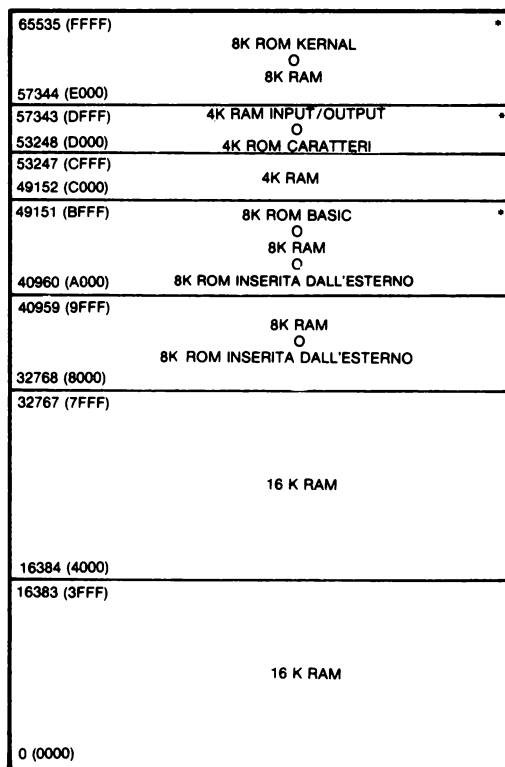 65535 (FFFF) *
8K ROM KERNAL
O
8K RAM
57344 (E000)
57343 (DFFF) 4K RAM INPUT/OUTPUT *
O
53248 (D000) 4K ROM CARATTERI
53247 (CFFF)
4K RAM
49152 (C000)
49151 (BFFF) 8K ROM BASIC *
O
8K RAM
O
40960 (A000) 8K ROM INSERITA DALL'ESTERNO
40959 (9FFF)
8K RAM
O
8K ROM INSERITA DALL'ESTERNO
32768 (8000)
32767 (7FFF)
16 K RAM
16384 (4000)
16383 (3FFF)
16 K RAM
0 (0000)